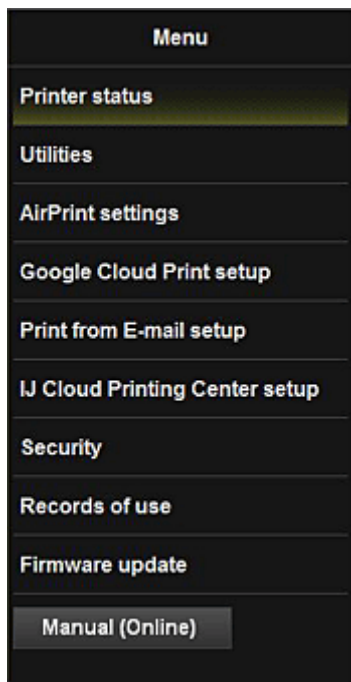 Menu
Printer status
Utilities
AirPrint settings
Google Cloud Print setup
Print from E-mail setup
IJ Cloud Printing Center setup
Security
Records of use
Firmware update
Manual (Online)